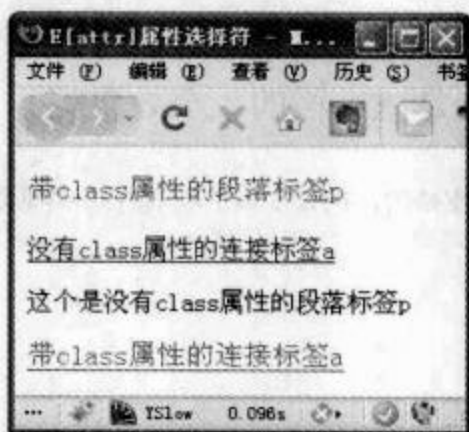 E[attr]属性选择符 - M...
文件 (F) 编辑 (E) 查看 (V) 历史 (S) 书签
带class属性的段落标签p
没有class属性的连接标签a
这个是没有class属性的段落标签p
带class属性的连接标签a
... YSlow 0.096s